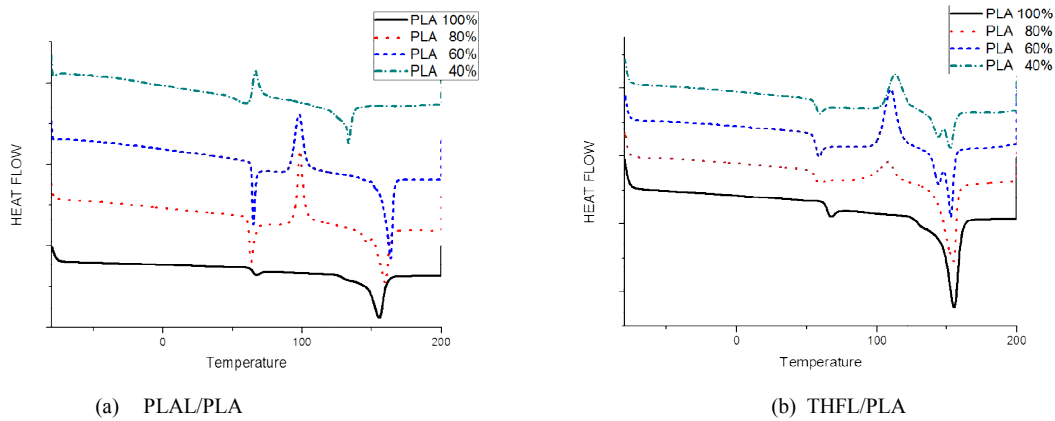 PLA 100%
PLA 80%
PLA 60%
PLA 40%
HEAT FLOW
0
100
200
Temperature
(a) PLAL/PLA
PLA 100%
PLA 80%
PLA 60%
PLA 40%
HEAT FLOW
0
100
200
Temperature
(b) THFL/PLA